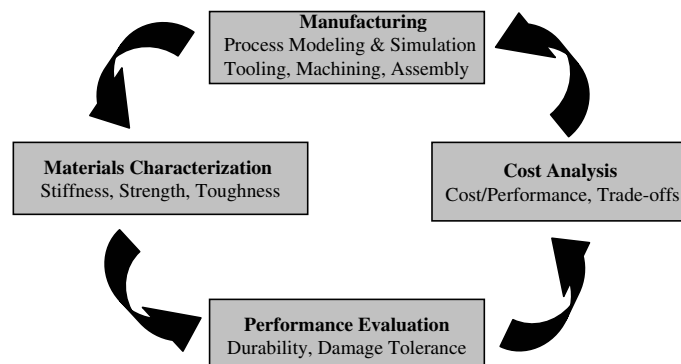 Manufacturing
Process Modeling & Simulation
Tooling, Machining, Assembly
Materials Characterization
Stiffness, Strength, Toughness
Cost Analysis
Cost/Performance, Trade-offs
Performance Evaluation
Durability, Damage Tolerance